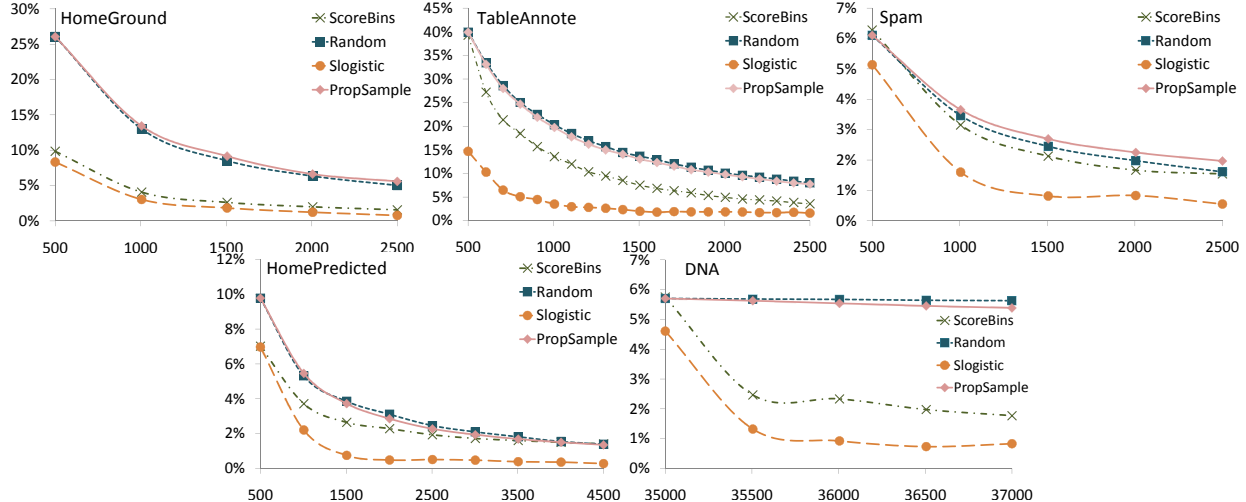 HomeGround
30%
25%
20%
15%
10%
5%
0%
500 1000 1500 2000 2500
ScoreBins
Random
Slogistic
PropSample
TableAnnote
45%
40%
35%
30%
25%
20%
15%
10%
5%
0%
500 1000 1500 2000 2500
ScoreBins
Random
Slogistic
PropSample
Spam
7%
6%
5%
4%
3%
2%
1%
0%
500 1000 1500 2000 2500
ScoreBins
Random
Slogistic
PropSample
HomePredicted
12%
10%
8%
6%
4%
2%
0%
500 1000 1500 2000 2500 3000 3500 4000 4500
ScoreBins
Random
Slogistic
PropSample
DNA
7%
6%
5%
4%
3%
2%
1%
0%
35000 35500 36000 36500 37000
ScoreBins
Random
Slogistic
PropSample